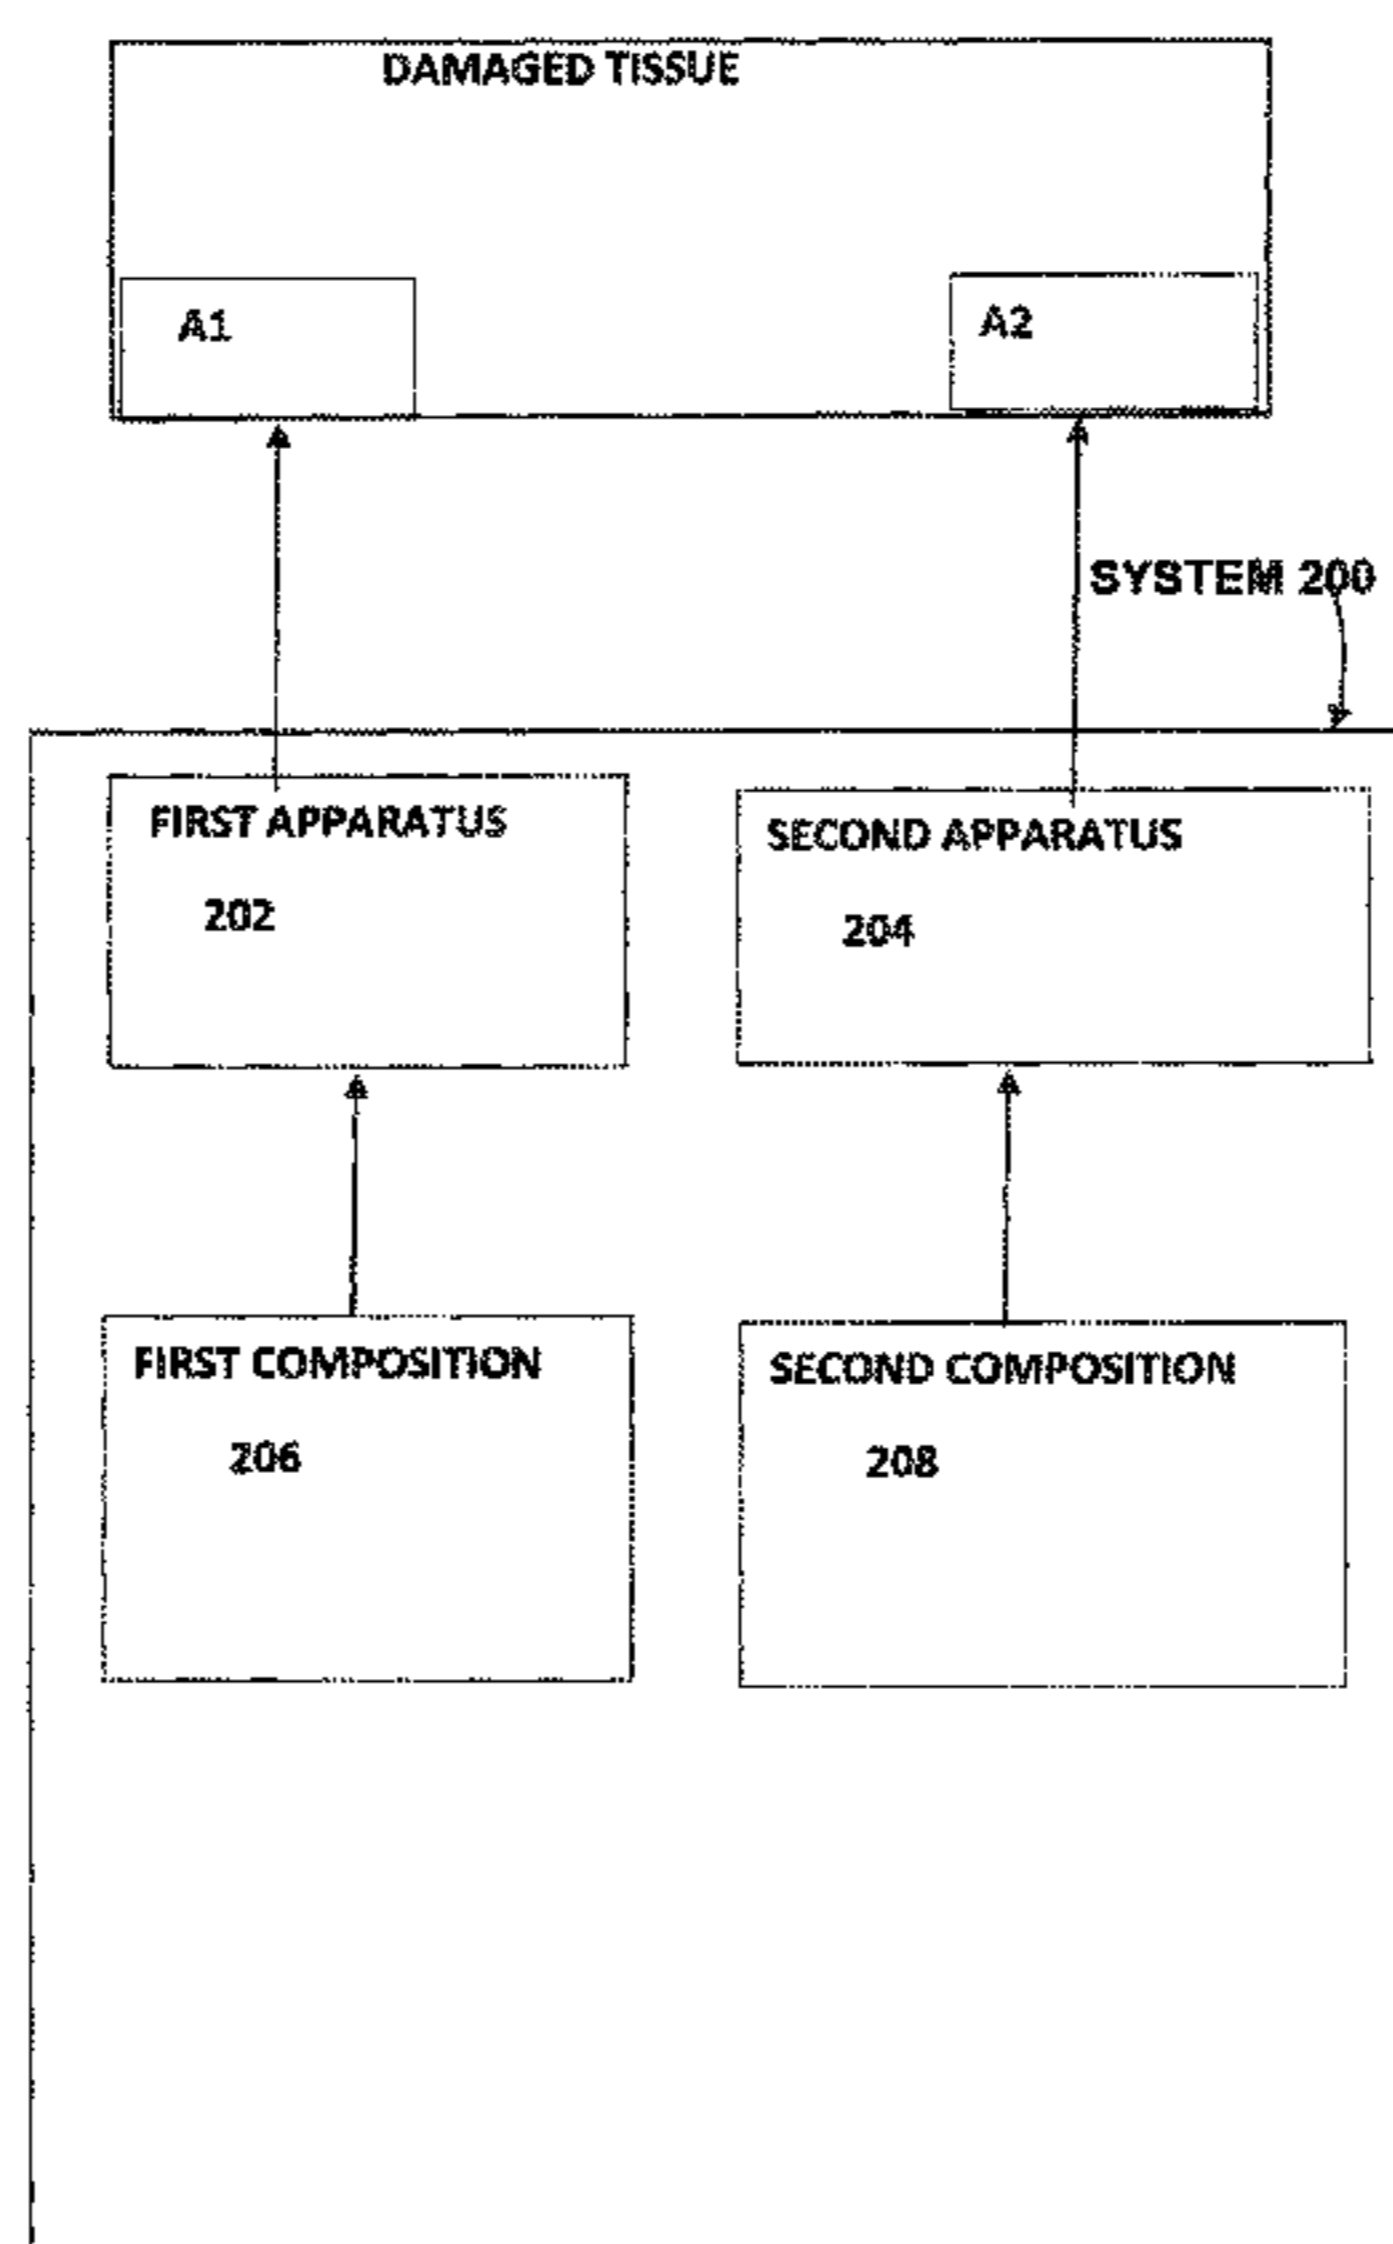 DAMAGED TISSUE
A1
A2
SYSTEM 200
FIRST APPARATUS
202
SECOND APPARATUS
204
FIRST COMPOSITION
206
SECOND COMPOSITION
208